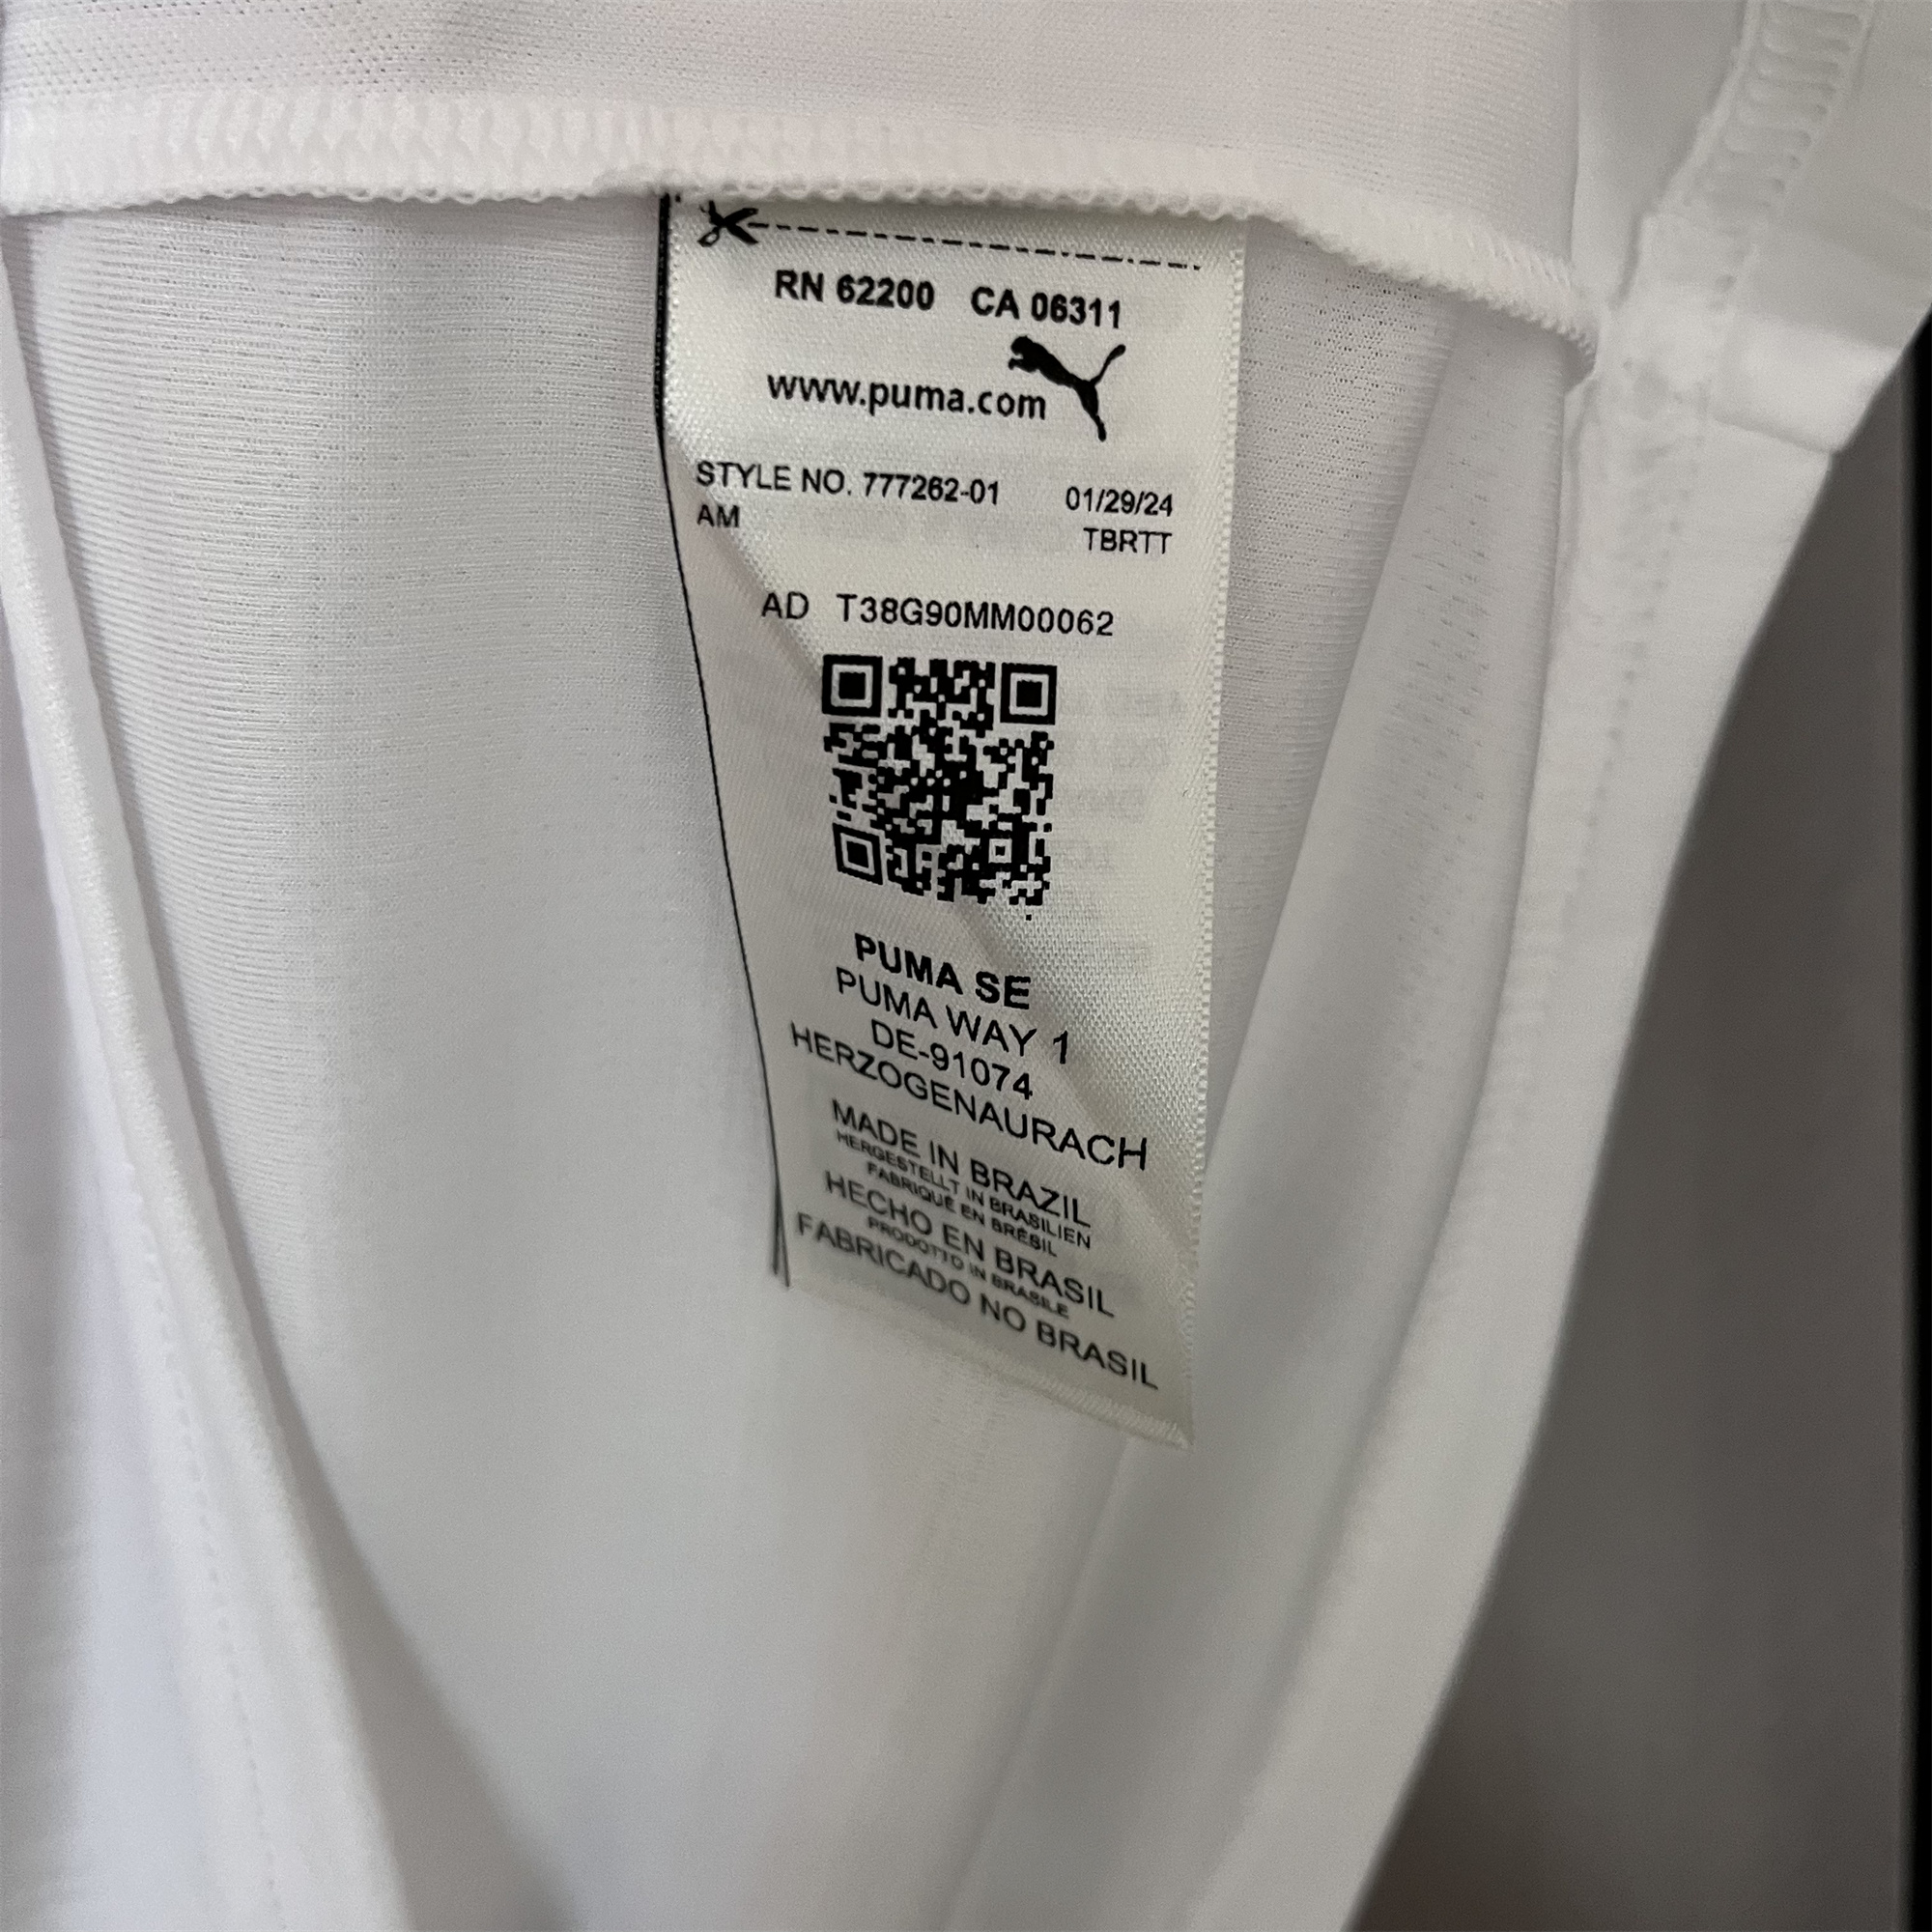 RN 62200 CA 06311
www.puma.com
STYLE NO. 777262-01 01/29/24
AM TBRTT
AD T38G90MM00062
PUMA SE
PUMA WAY 1
DE-91074
HERZOGENAURACH
MADE IN BRAZIL
HERGESTELLT IN BRASILIEN
FABRIQUÉ EN BRÉSIL
HECHO EN BRASIL
PRODOTTO IN BRASILE
FABRICADO NO BRASIL